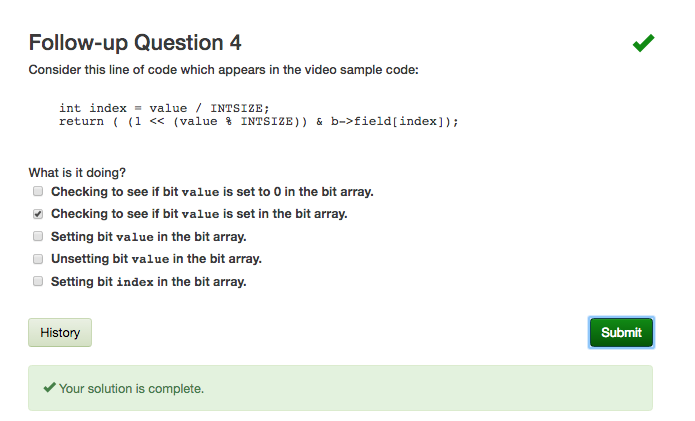 Follow-up Question 4
Consider this line of code which appears in the video sample code:
int index = value / INTSIZE;
return ( (1 << (value % INTSIZE)) & b->field[index]);
What is it doing?
Checking to see if bit value is set to 0 in the bit array.
Checking to see if bit value is set in the bit array.
Setting bit value in the bit array.
Unsetting bit value in the bit array.
Setting bit index in the bit array.
History
Submit
Your solution is complete.